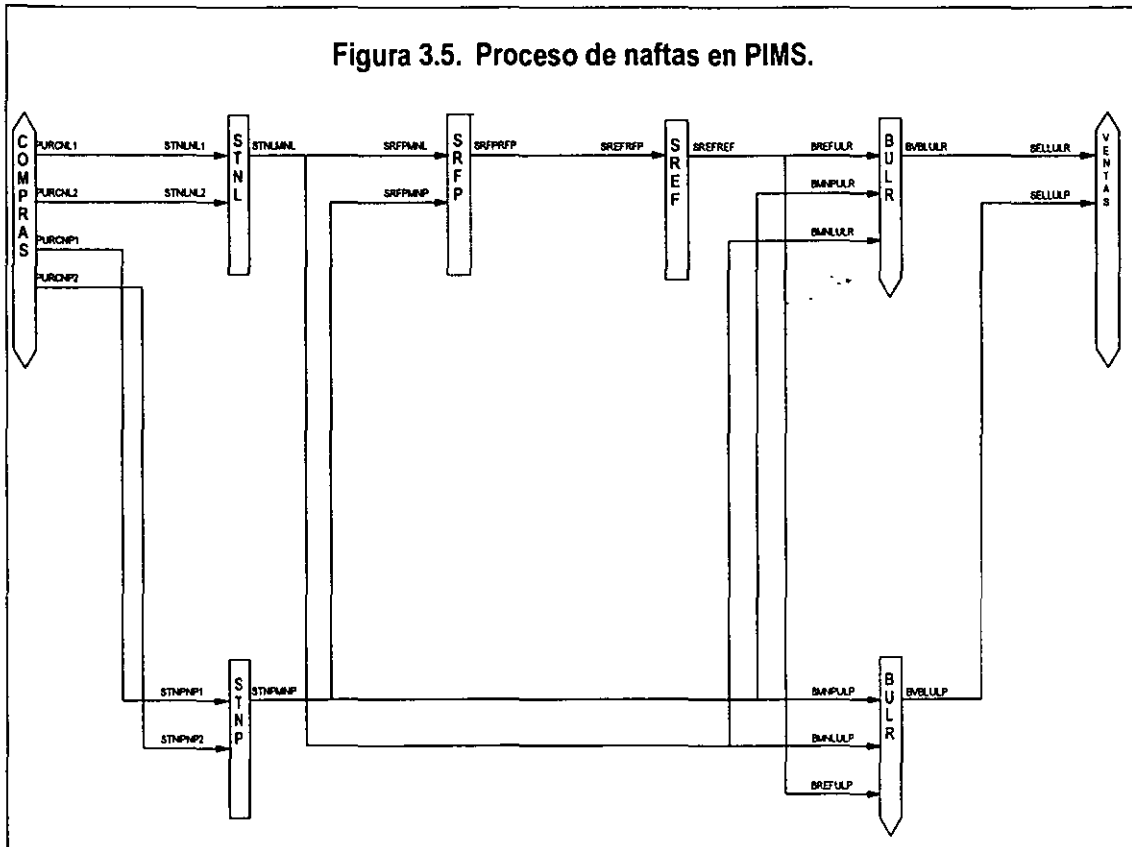 Figura 3.5. Proceso de naftas en PIMS.
COMPRAS
PURCNL1
STNLNL1
PURCNL2
STNLNL2
PURCNP1
PURCNP2
STNL
STNLMNL
SRFPMNL
SRFPMNP
SRFP
SRFPRFP
SREFRFP
SREF
SREFREF
BREFULR
BMNPULR
BMNLULR
BULR
BVBLULR
SELLULR
SELLULP
VENTAS
STNPNP1
STNPNP2
STNP
STNPMNP
BMNPULP
BMNLULP
BREFULP
BULR
BVBLULP